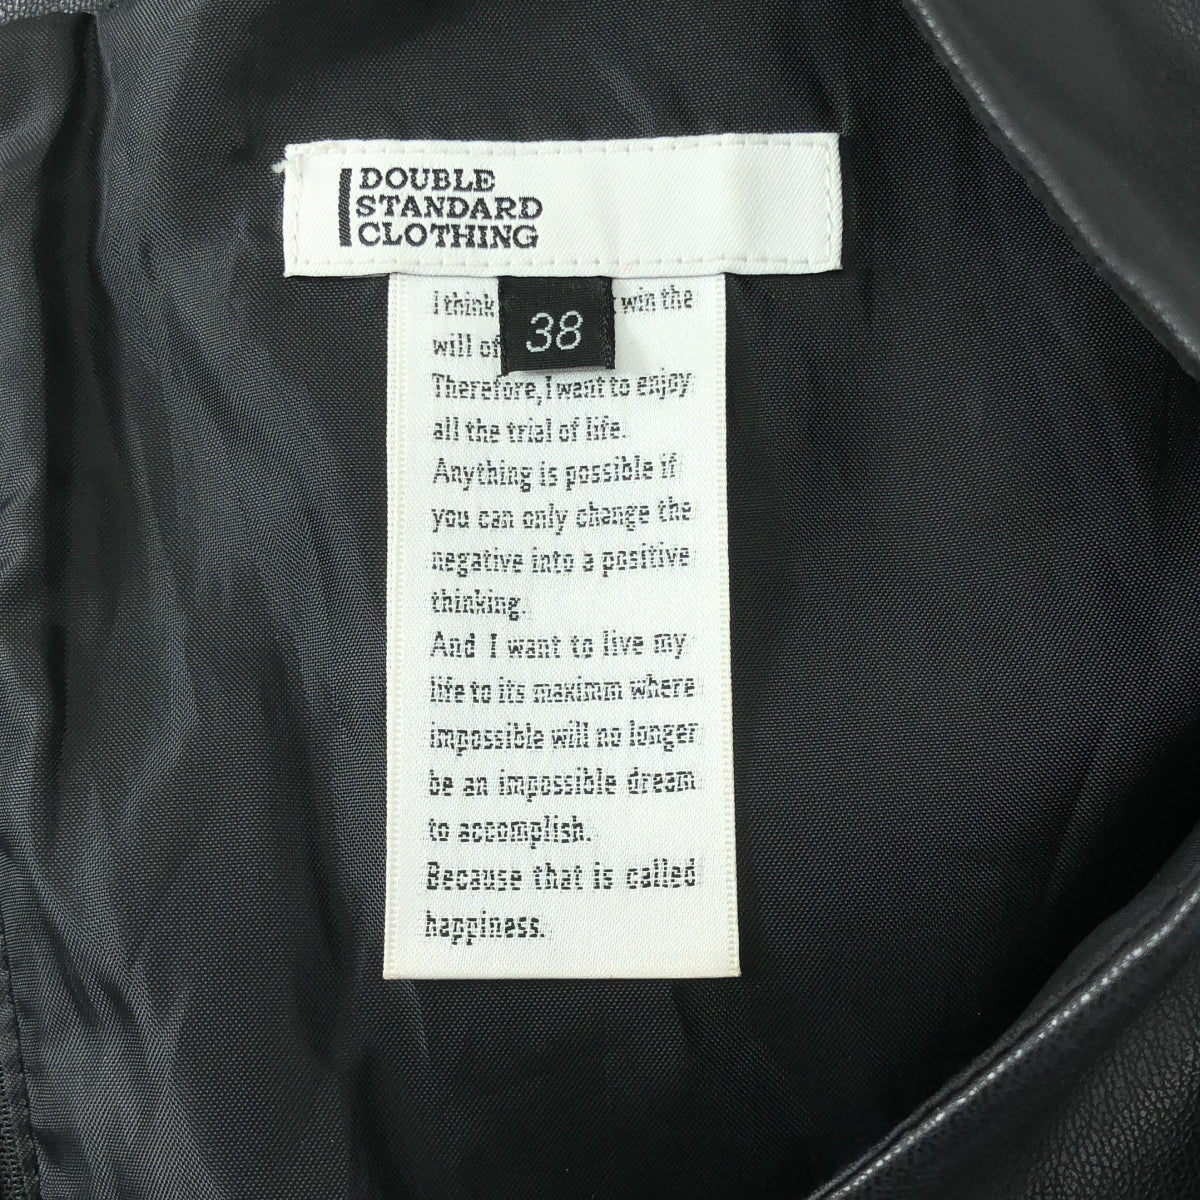 DOUBLE
STANDARD
CLOTHING
38
I think win the
will of
Therefore, I want to enjoy
all the trial of life.
Anything is possible if
you can only change the
negative into a positive
thinking.
And I want to live my
life to its maximm where
impossible will no longer
be an impossible dream
to accomplish.
Because that is called
happiness.